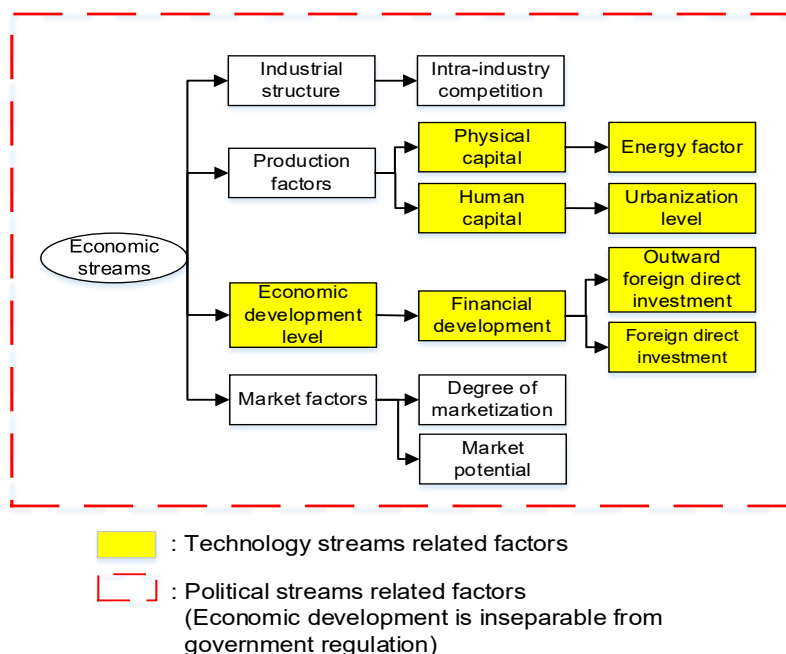 Industrial
structure
Intra-industry
competition
Production
factors
Physical
capital
Energy factor
Human
capital
Urbanization
level
Economic
streams
Economic
development
level
Financial
development
Outward
foreign direct
investment
Foreign direct
investment
Market factors
Degree of
marketization
Market
potential
: Technology streams related factors
: Political streams related factors
(Economic development is inseparable from
government regulation)